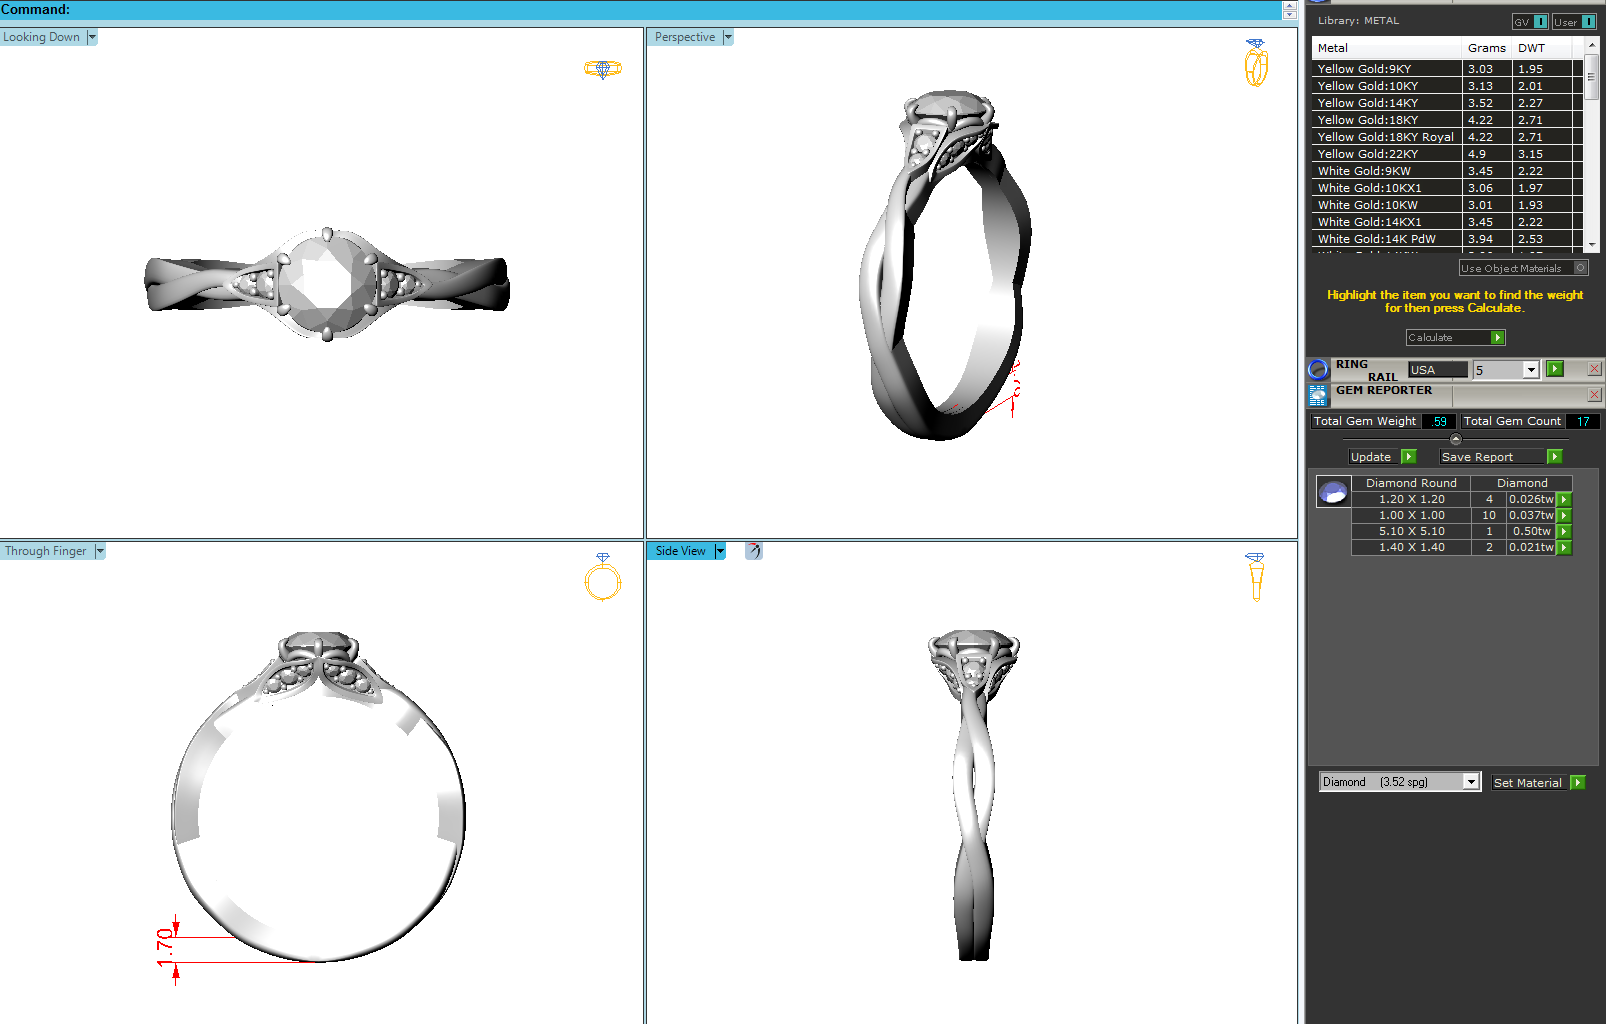 Command:
Looking Down
Perspective
Through Finger
1.70
Side View
Library: METAL
GV I User I
Metal Grams DWT
Yellow Gold:9KY 3.03 1.95
Yellow Gold:10KY 3.13 2.01
Yellow Gold:14KY 3.52 2.27
Yellow Gold:18KY 4.22 2.71
Yellow Gold:18KY Royal 4.22 2.71
Yellow Gold:22KY 4.9 3.15
White Gold:9KW 3.45 2.22
White Gold:10KX1 3.06 1.97
White Gold:10KW 3.01 1.93
White Gold:14KX1 3.45 2.22
White Gold:14K PdW 3.94 2.53
Use Object Materials
Highlight the item you want to find the weight
for then press Calculate.
Calculate
RING
RAIL USA 5
GEM REPORTER
Total Gem Weight .59 Total Gem Count 17
Update Save Report
Diamond Round Diamond
1.20 X 1.20 4 0.026tw
1.00 X 1.00 10 0.037tw
5.10 X 5.10 1 0.50tw
1.40 X 1.40 2 0.021tw
Diamond (3.52 spg) Set Material